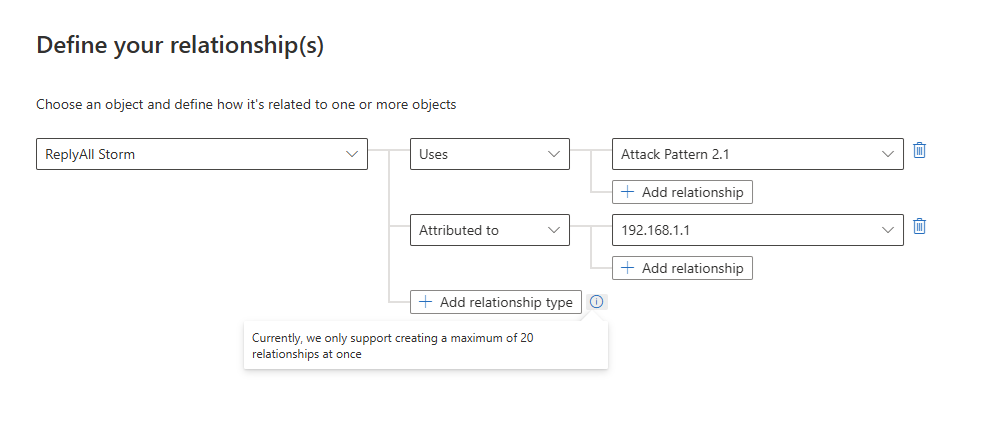 Define your relationship(s)
Choose an object and define how it's related to one or more objects
ReplyAll Storm
Uses
Attack Pattern 2.1
Add relationship
Attributed to
192.168.1.1
Add relationship
Add relationship type
Currently, we only support creating a maximum of 20
relationships at once